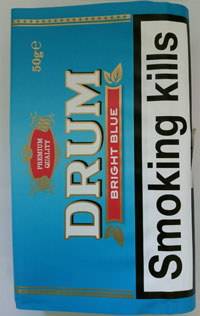 50g℮
PREMIUM
QUALITY
DRUM
BRIGHT BLUE
Smoking kills